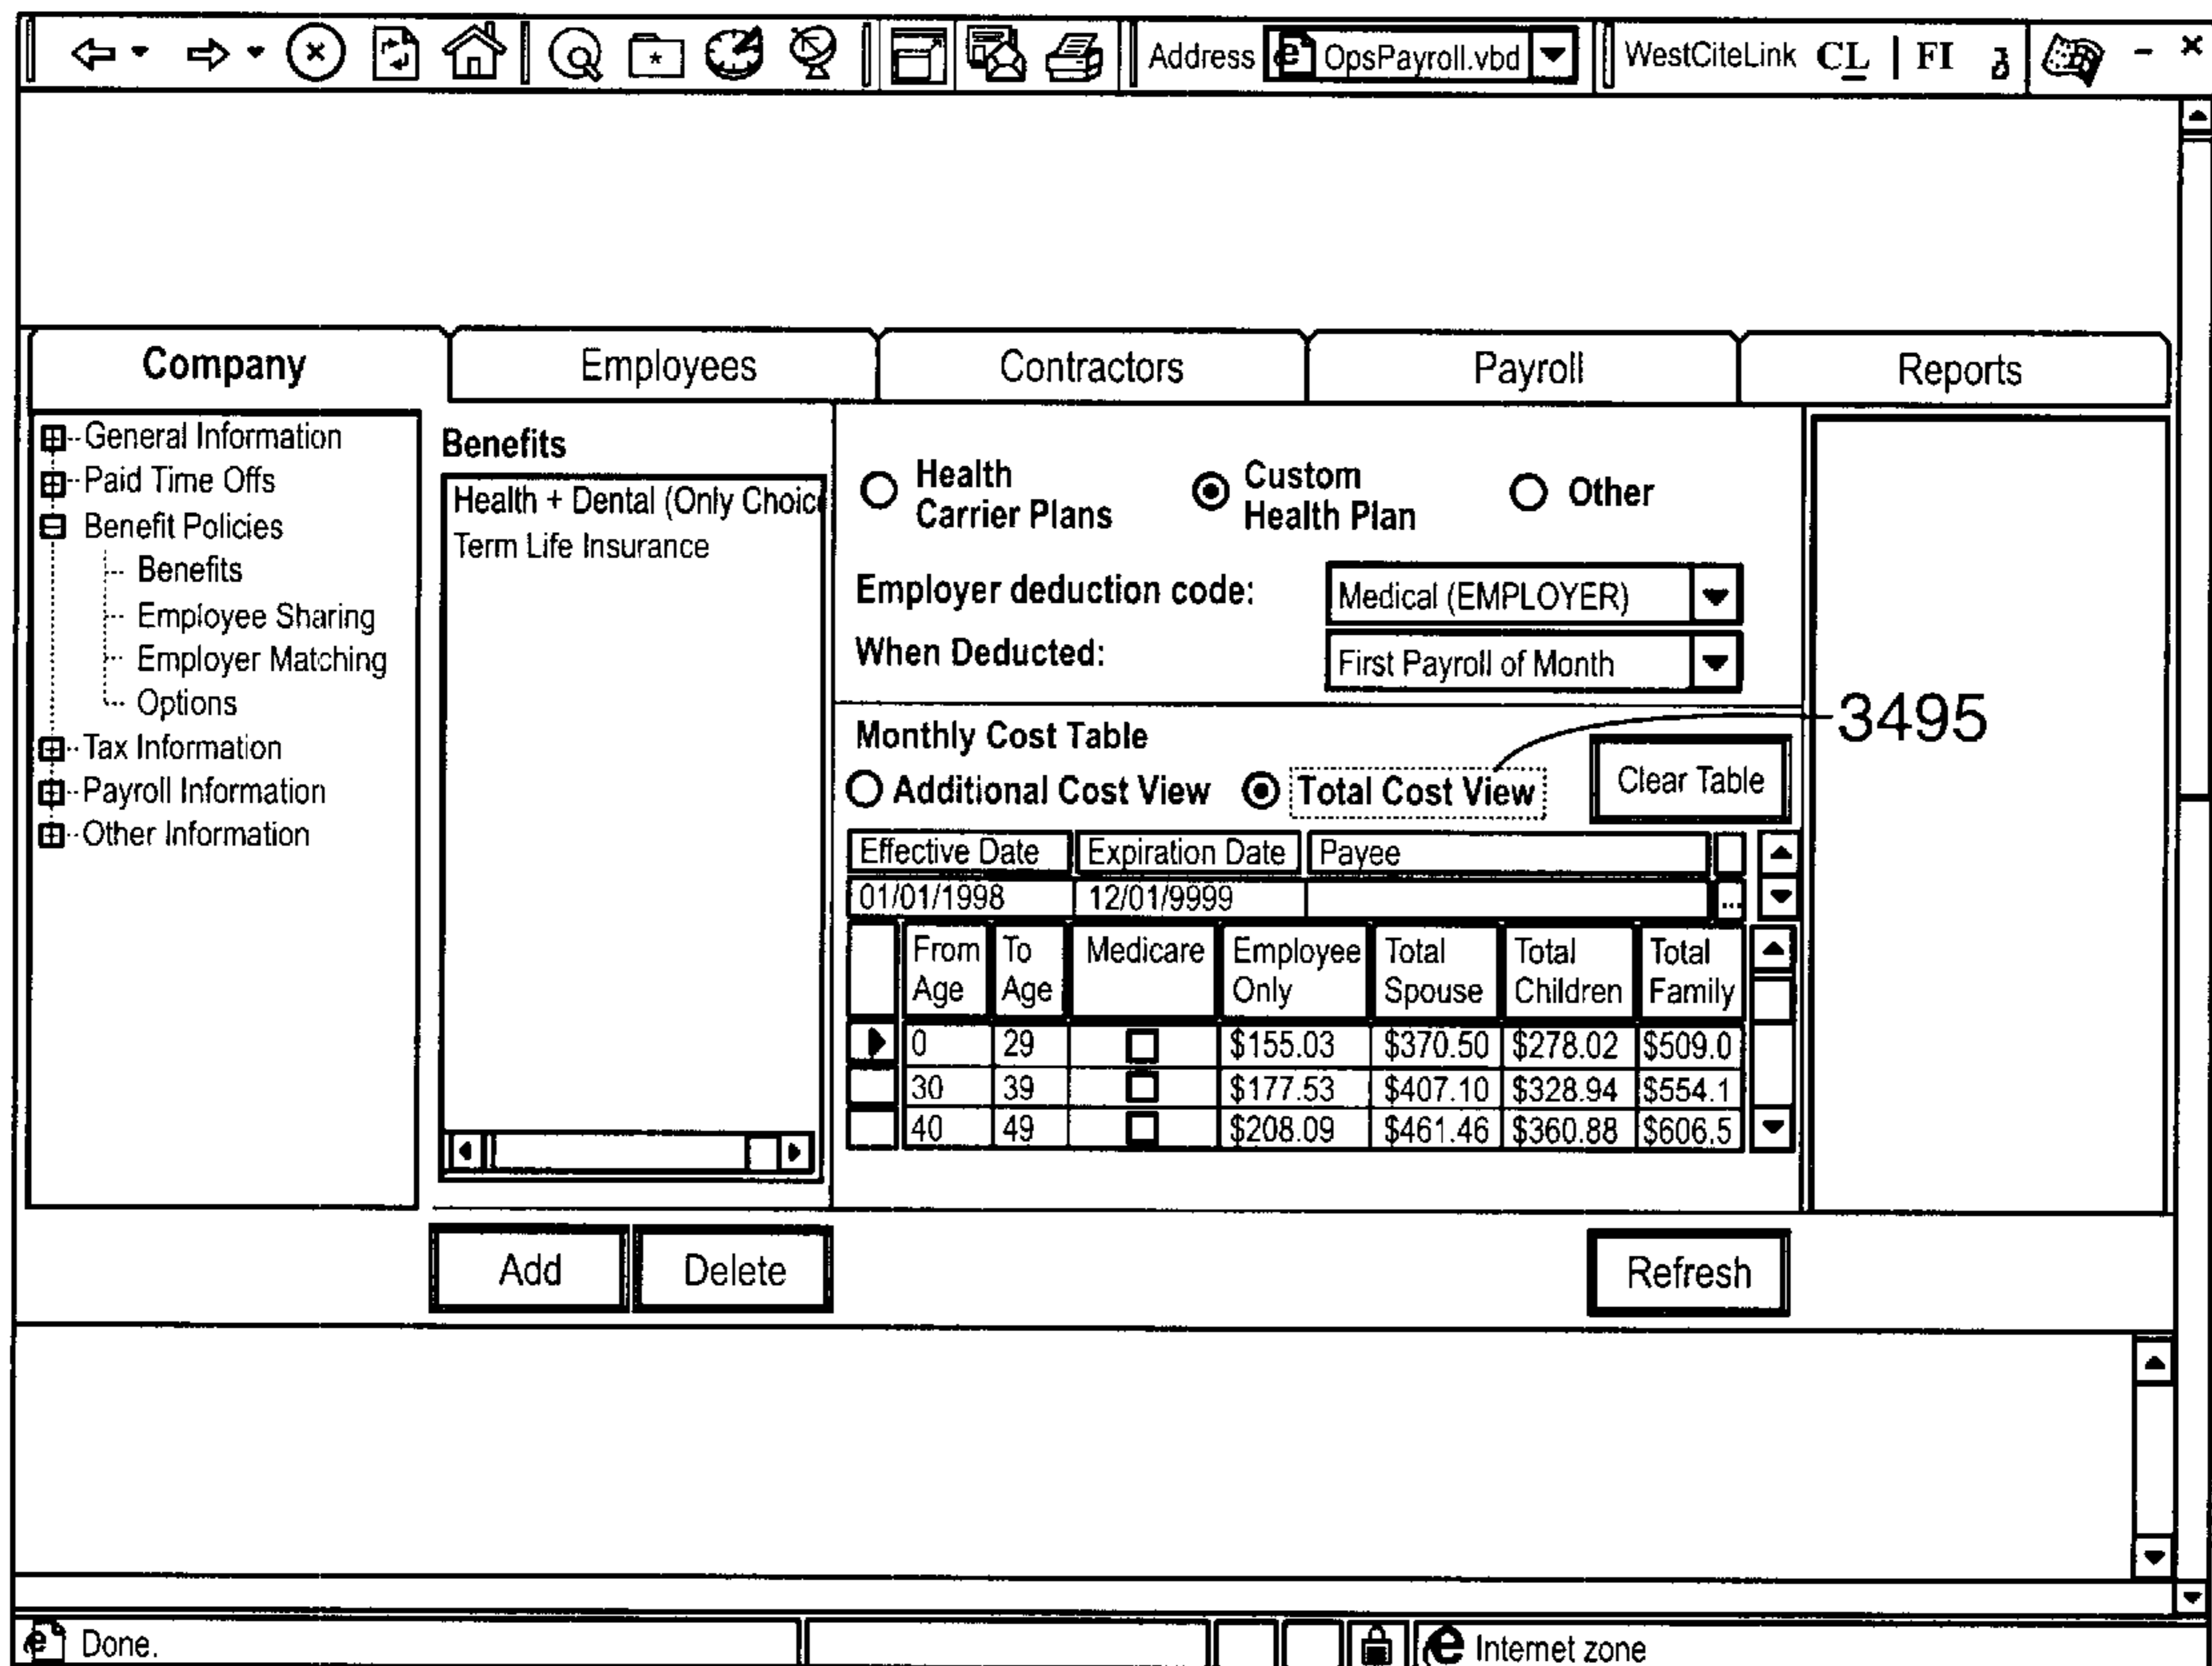 Address OpsPayroll.vbd WestCiteLink CL | FI
Company Employees Contractors Payroll Reports
General Information
Paid Time Offs
Benefit Policies
Benefits
Employee Sharing
Employer Matching
Options
Tax Information
Payroll Information
Other Information
Benefits
Health + Dental (Only Choic
Term Life Insurance
Health Carrier Plans
Custom Health Plan
Other
Employer deduction code: Medical (EMPLOYER)
When Deducted: First Payroll of Month
3495
Monthly Cost Table
Additional Cost View Total Cost View Clear Table
Effective Date Expiration Date Payee
01/01/1998 12/01/9999 ...
From Age To Age Medicare Employee Only Total Spouse Total Children Total Family
0 29 $155.03 $370.50 $278.02 $509.0
30 39 $177.53 $407.10 $328.94 $554.1
40 49 $208.09 $461.46 $360.88 $606.5
Add Delete Refresh
Done. Internet zone